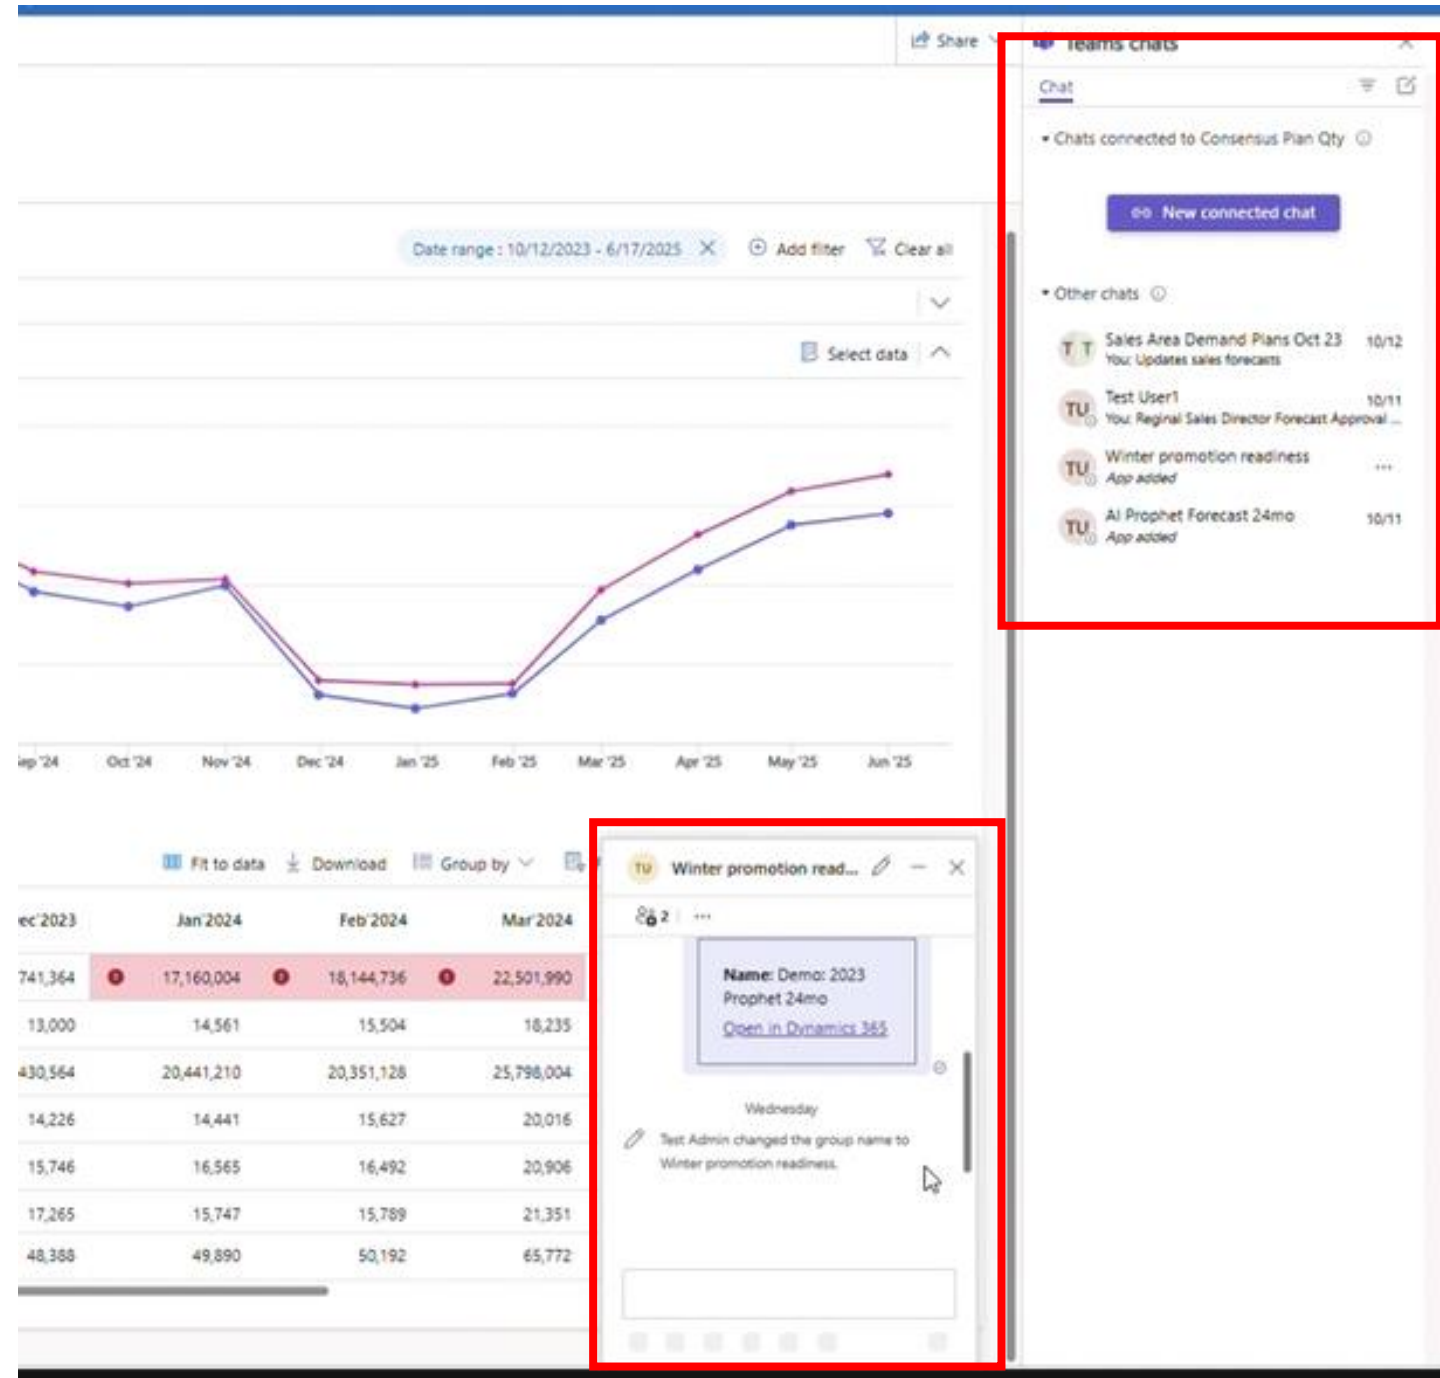 Share
Teams chats
Chat
Chats connected to Consensus Plan Qty
New connected chat
Date range : 10/12/2023 - 6/17/2025
Add filter
Clear all
Select data
Other chats
T T
Sales Area Demand Plans Oct 23
10/12
You: Updates sales forecasts
TU
Test User1
10/11
You: Reginal Sales Director Forecast Approval ...
TU
Winter promotion readiness
...
App added
TU
AI Prophet Forecast 24mo
10/11
App added
ep '24
Oct '24
Nov '24
Dec '24
Jan '25
Feb '25
Mar '25
Apr '25
May '25
Jun '25
Fit to data
Download
Group by
ec'2023 Jan'2024 Feb'2024 Mar'2024
741,364 17,160,004 18,144,736 22,501,990
13,000 14,561 15,504 18,235
430,564 20,441,210 20,351,128 25,798,004
14,226 14,441 15,627 20,016
15,746 16,565 16,492 20,906
17,265 15,747 15,789 21,351
48,388 49,890 50,192 65,772
TU
Winter promotion read...
2
...
Name: Demo: 2023
Prophet 24mo
Open in Dynamics 365
Wednesday
Test Admin changed the group name to
Winter promotion readiness.